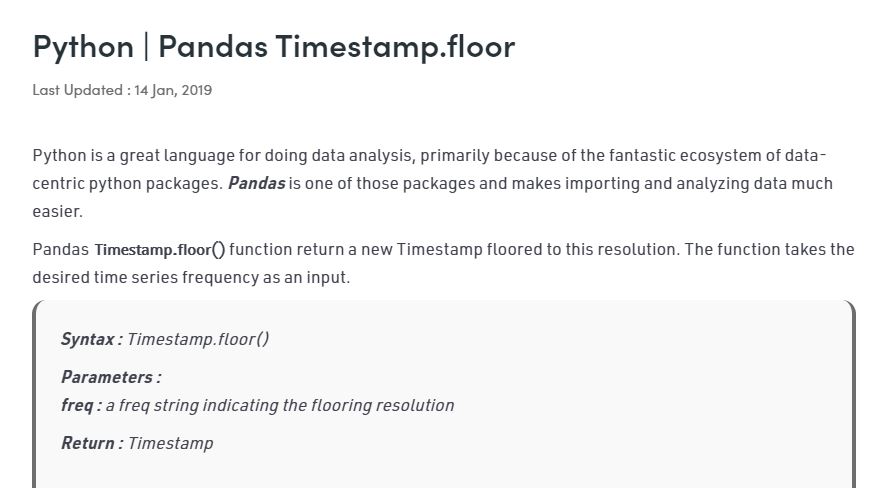 Python | Pandas Timestamp.floor
Last Updated : 14 Jan, 2019
Python is a great language for doing data analysis, primarily because of the fantastic ecosystem of data-
centric python packages. Pandas is one of those packages and makes importing and analyzing data much
easier.
Pandas Timestamp.floor() function return a new Timestamp floored to this resolution. The function takes the
desired time series frequency as an input.
Syntax : Timestamp.floor()
Parameters :
freq : a freq string indicating the flooring resolution
Return : Timestamp